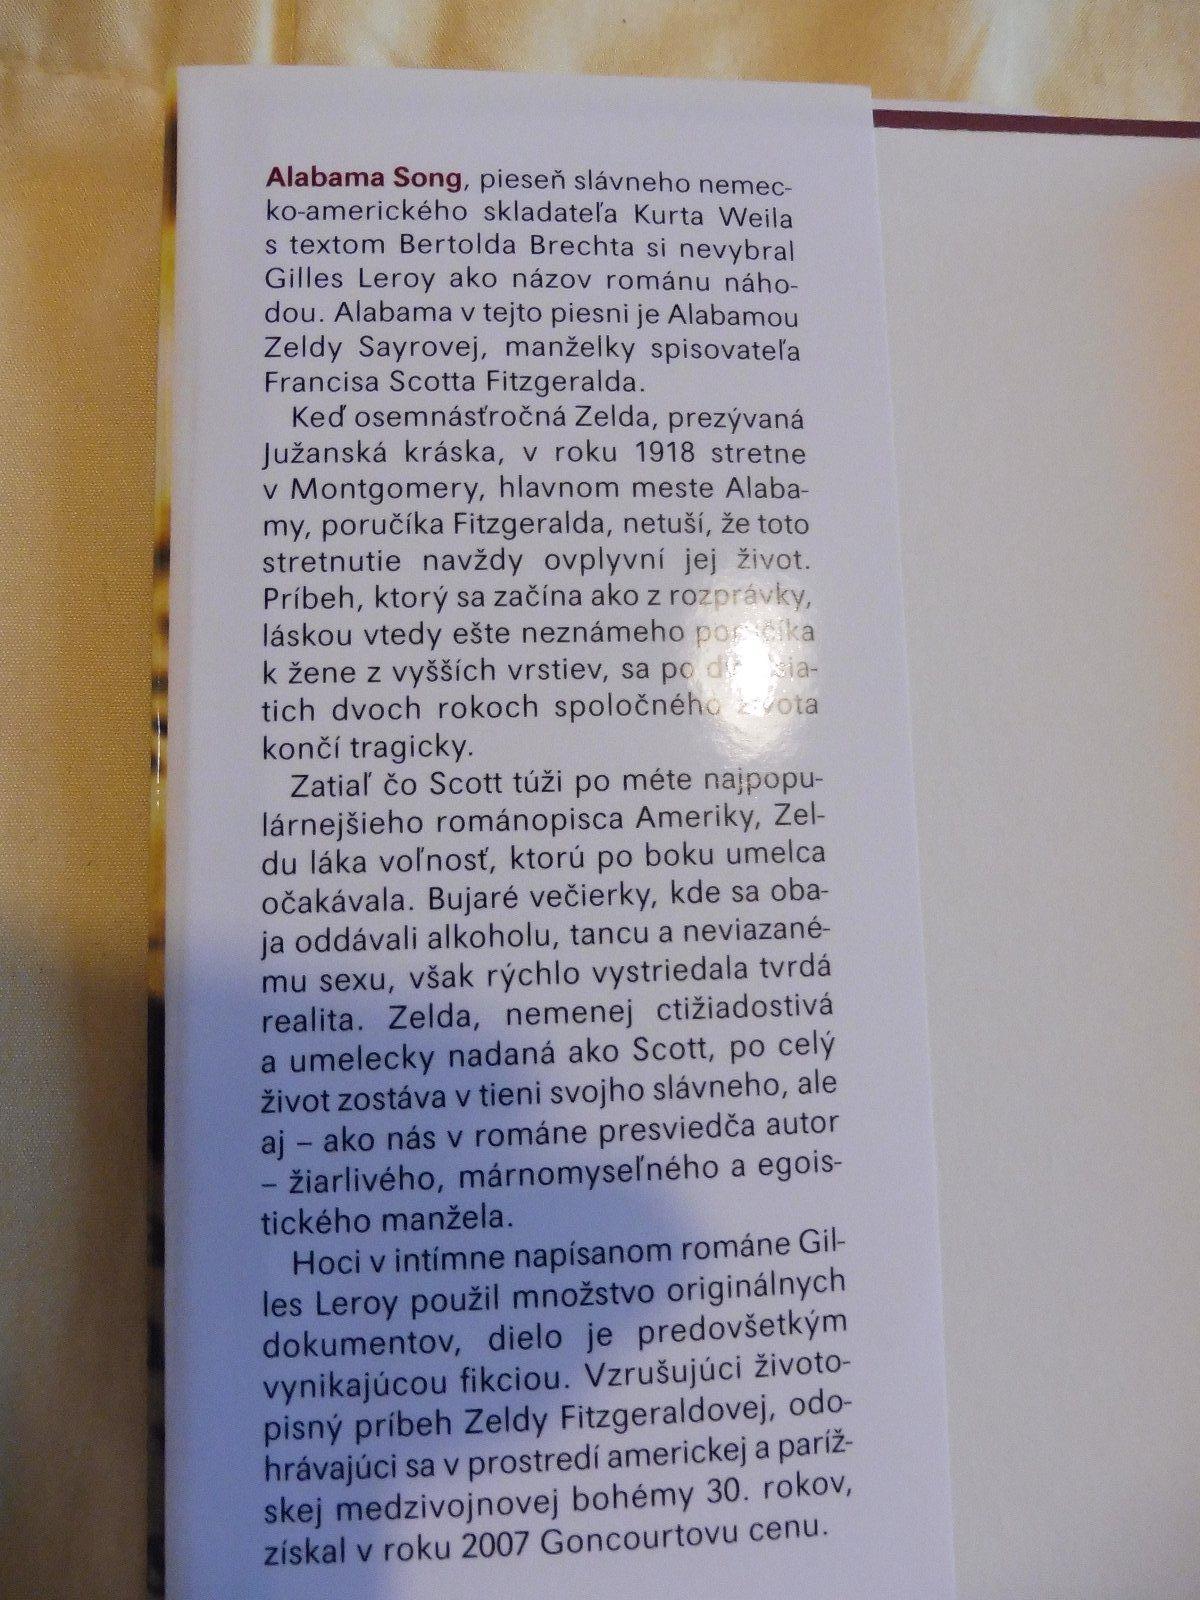 Alabama Song, pieseň slávneho nemec-
ko-amerického skladateľa Kurta Weila
s textom Bertolda Brechta si nevybral
Gilles Leroy ako názov románu náho-
dou. Alabama v tejto piesni je Alabamou
Zeldy Sayrovej, manželky spisovateľa
Francisa Scotta Fitzgeralda.
Keď osemnásťročná Zelda, prezývaná
Južanská kráska, v roku 1918 stretne
v Montgomery, hlavnom meste Alaba-
my, poručíka Fitzgeralda, netuší, že toto
stretnutie navždy ovplyvní jej život.
Príbeh, ktorý sa začína ako z rozprávky,
láskou vtedy ešte neznámeho poručíka
k žene z vyšších vrstiev, sa po dvadsia-
tich dvoch rokoch spoločného života
končí tragicky.
Zatiaľ čo Scott túži po méte najpopu-
lárnejšieho románopisca Ameriky, Zel-
du láka voľnosť, ktorú po boku umelca
očakávala. Bujaré večierky, kde sa oba-
ja oddávali alkoholu, tancu a neviazané-
mu sexu, však rýchlo vystriedala tvrdá
realita. Zelda, nemenej ctižiadostivá
a umelecky nadaná ako Scott, po celý
život zostáva v tieni svojho slávneho, ale
aj – ako nás v románe presviedča autor
– žiarlivého, márnomyseľného a egois-
tického manžela.
Hoci v intímne napísanom románe Gil-
les Leroy použil množstvo originálnych
dokumentov, dielo je predovšetkým
vynikajúcou fikciou. Vzrušujúci životo-
pisný príbeh Zeldy Fitzgeraldovej, odo-
hrávajúci sa v prostredí americkej a paríž-
skej medzivojnovej bohémy 30. rokov,
získal v roku 2007 Goncourtovu cenu.